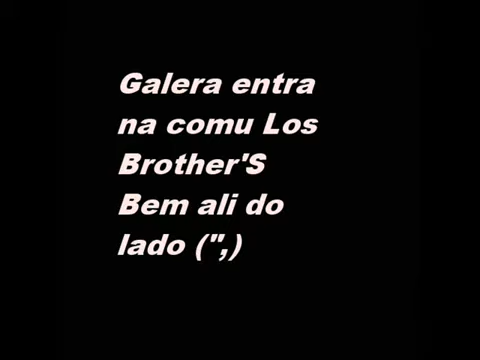 Galera entra
na comu Los
Brother'S
Bem ali do
lado (",)